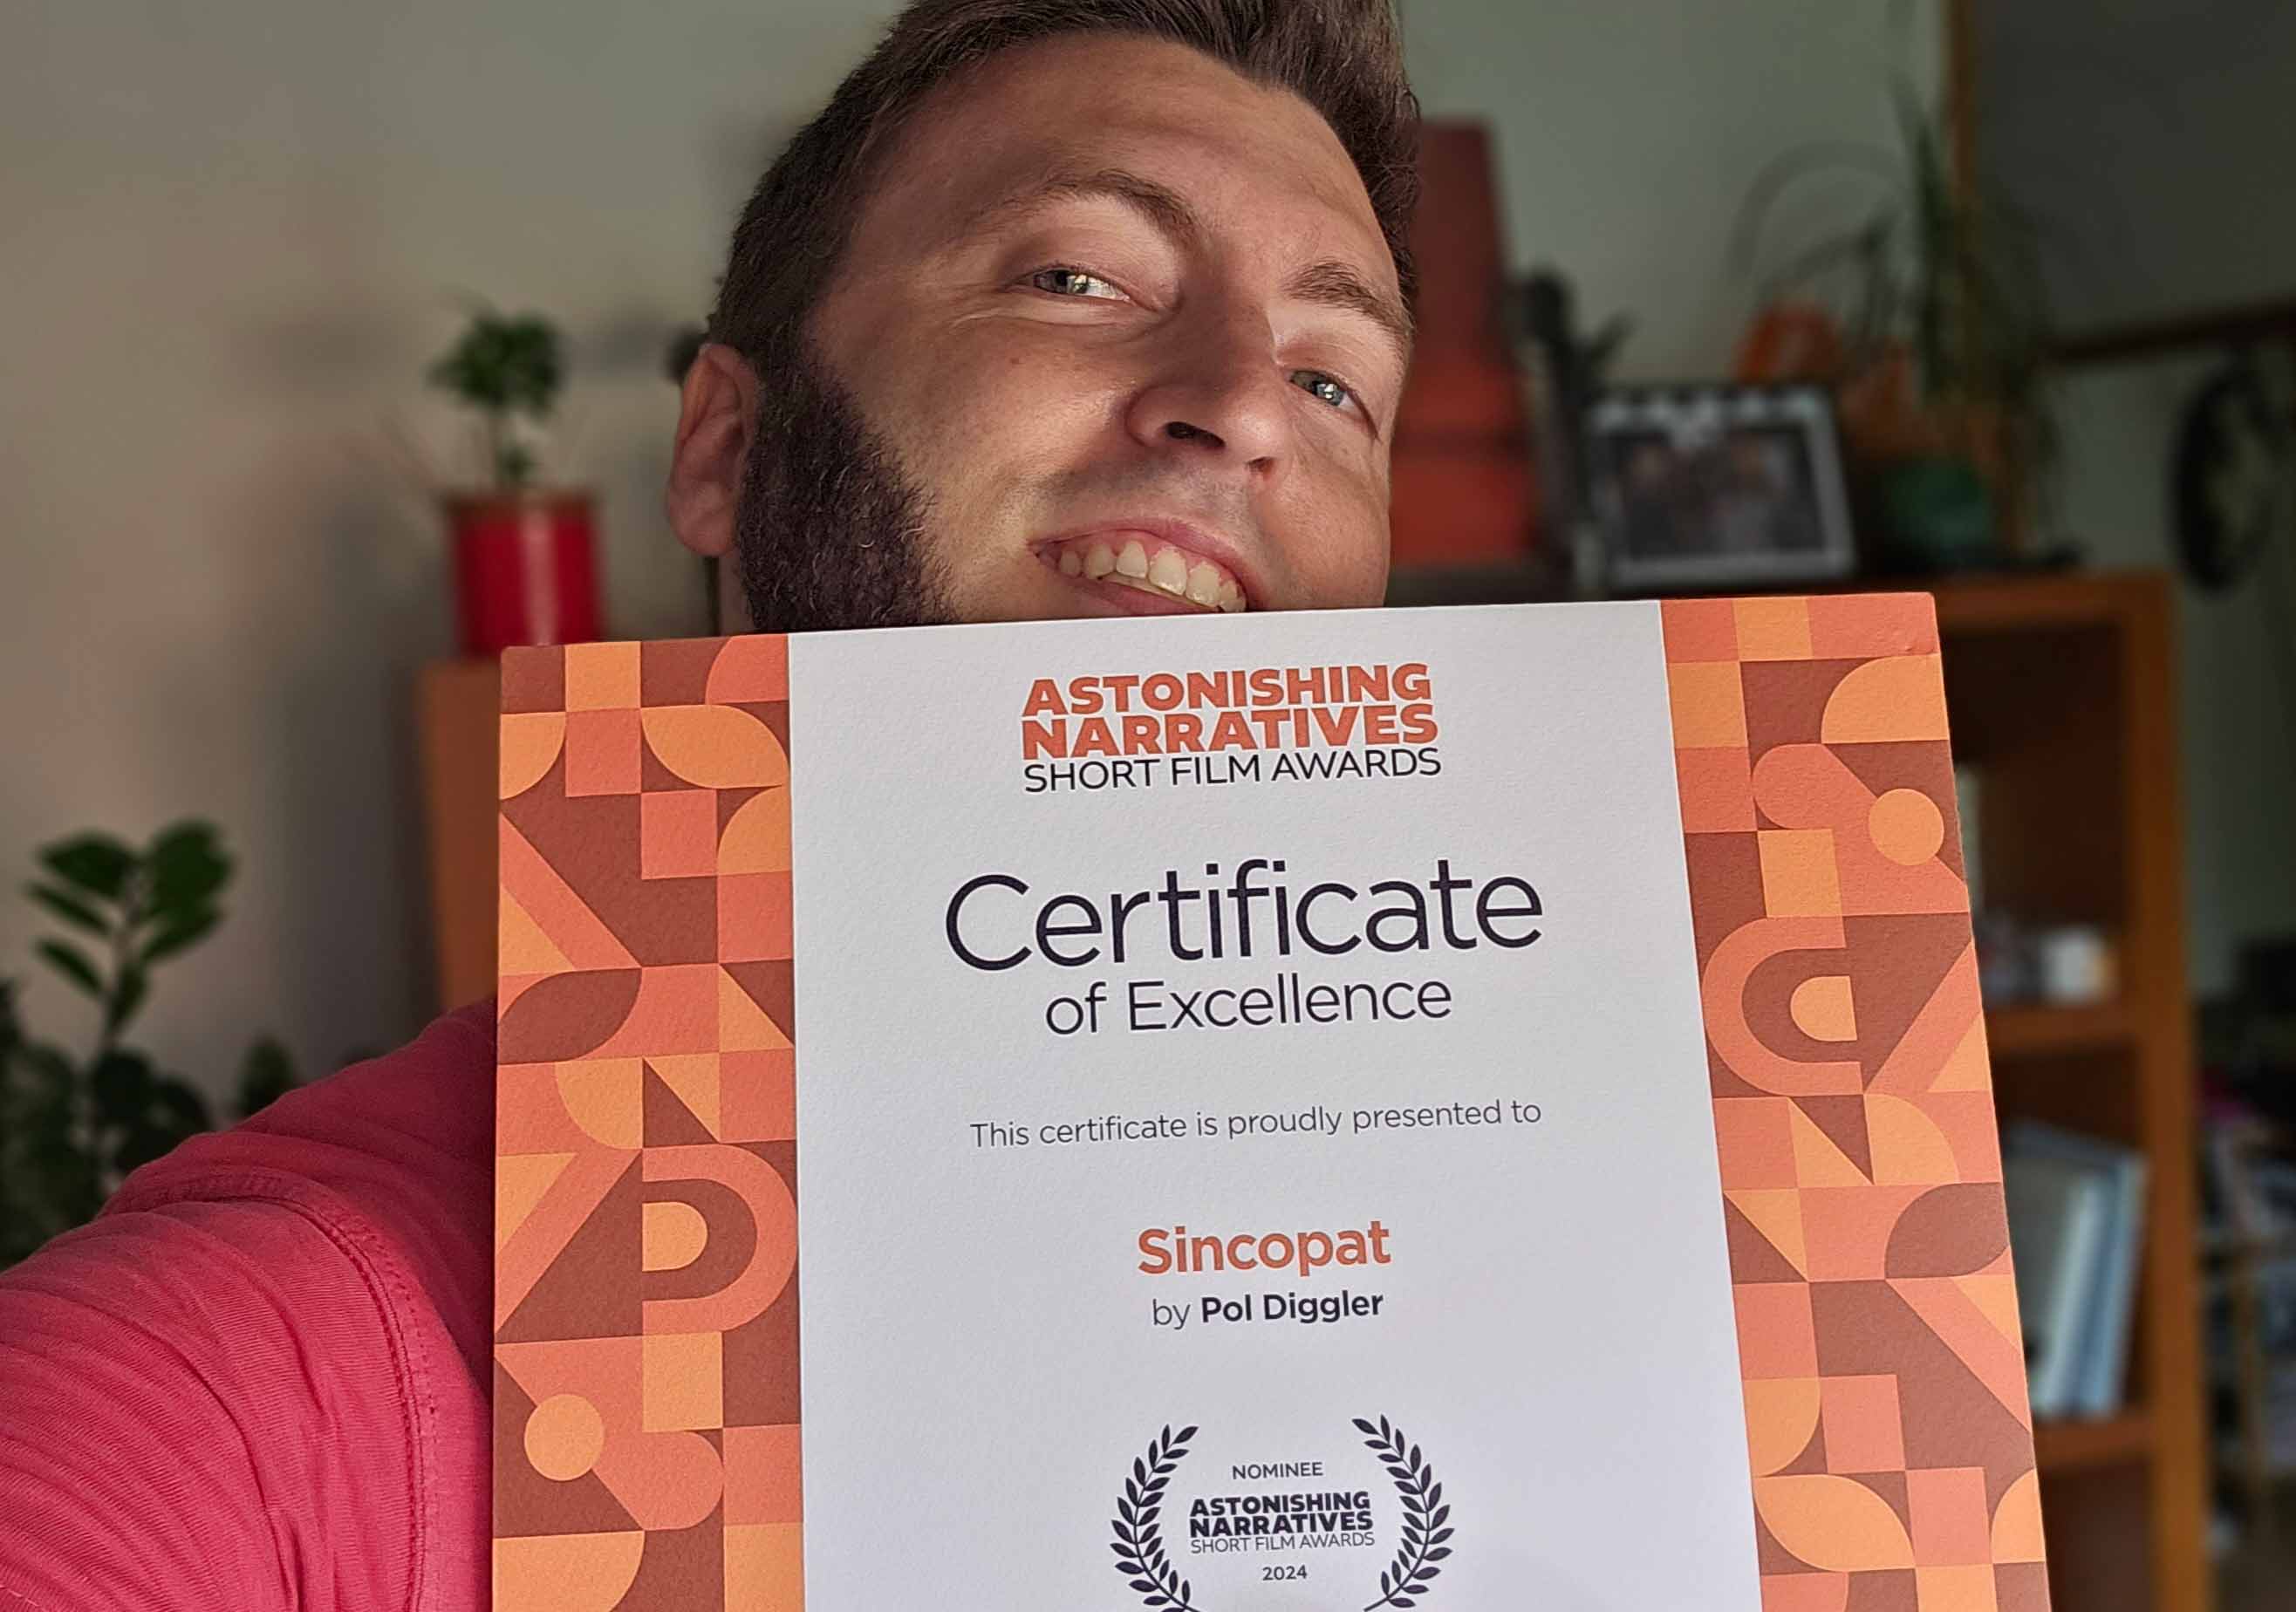 ASTONISHING
NARRATIVES
SHORT FILM AWARDS
Certificate
of Excellence
This certificate is proudly presented to
Sincopat
by Pol Diggler
NOMINEE
ASTONISHING
NARRATIVES
SHORT FILM AWARDS
2024